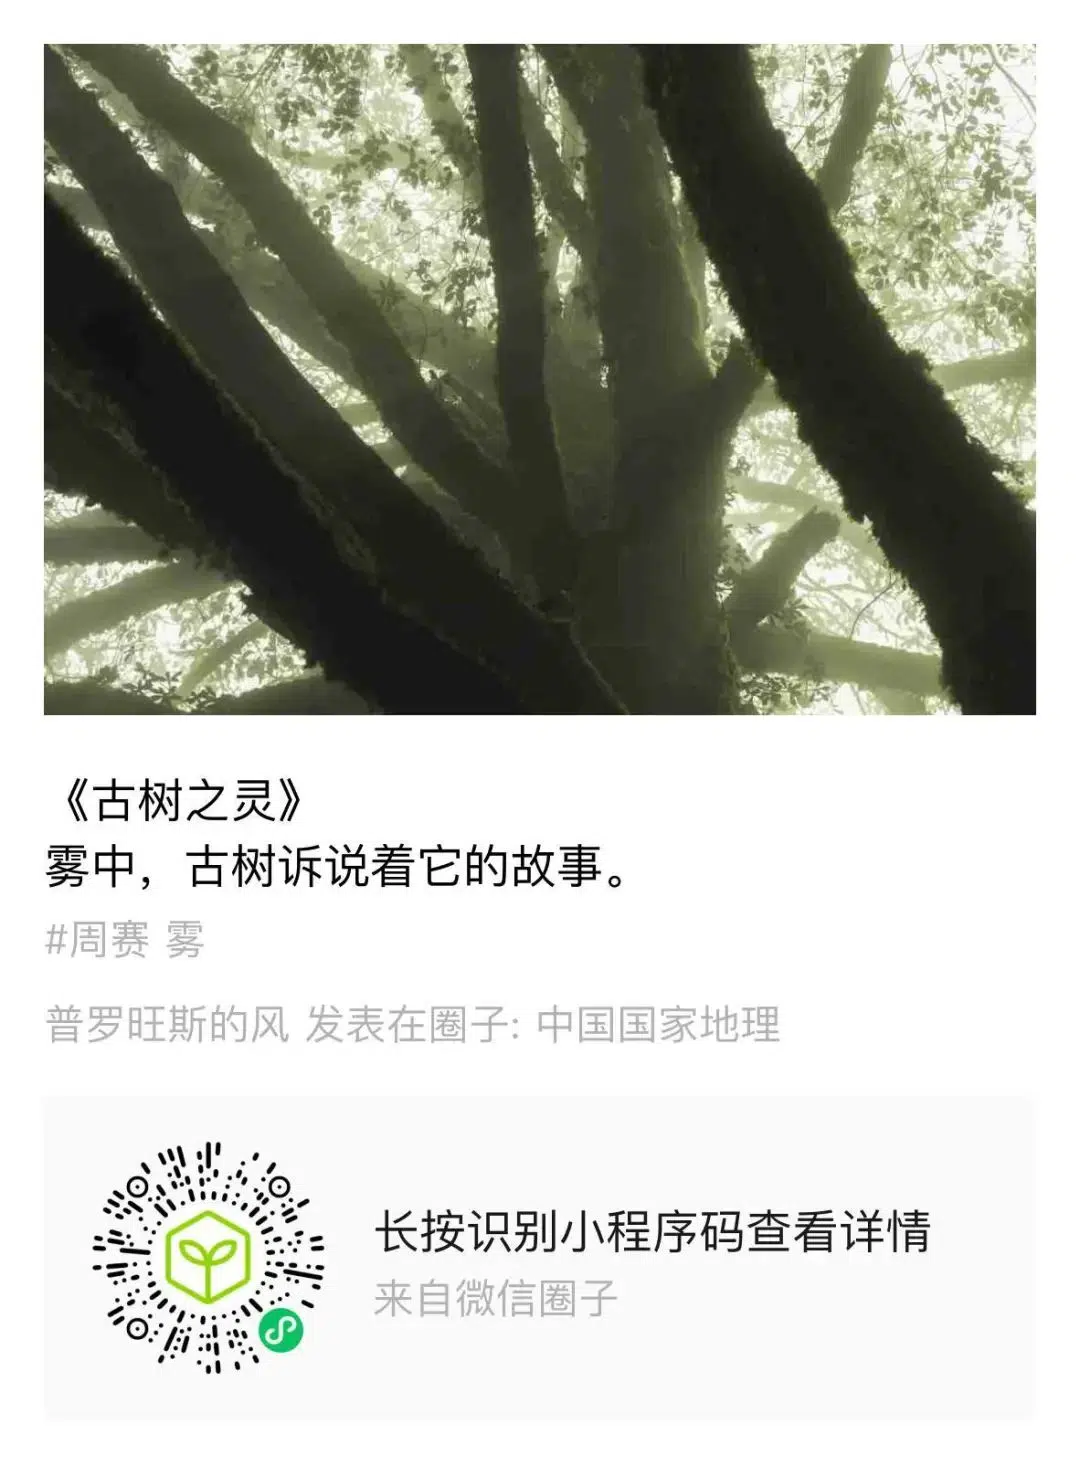 《古树之灵》
雾中，古树诉说着它的故事。
#周赛 雾
普罗旺斯的风 发表在圈子: 中国国家地理
长按识别小程序码查看详情
来自微信圈子